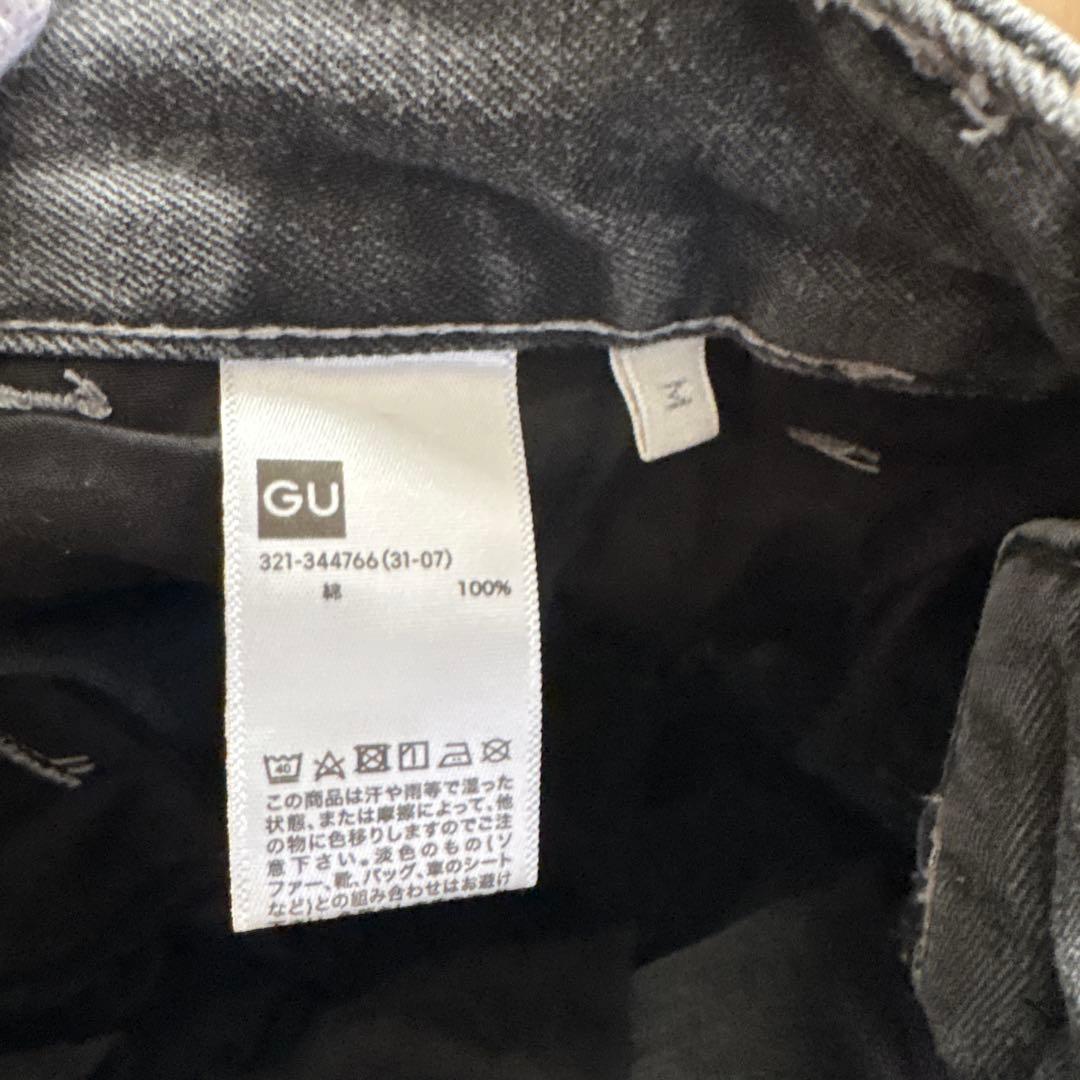 M
GU
321-344766(31-07)
綿 100%
40
この商品は汗や雨等で湿った
状態、または摩擦によって、他
の物に色移りしますのでご注
意下さい。淡色のもの(ソ
ファー、靴、バッグ、車のシート
など)との組み合わせはお避け